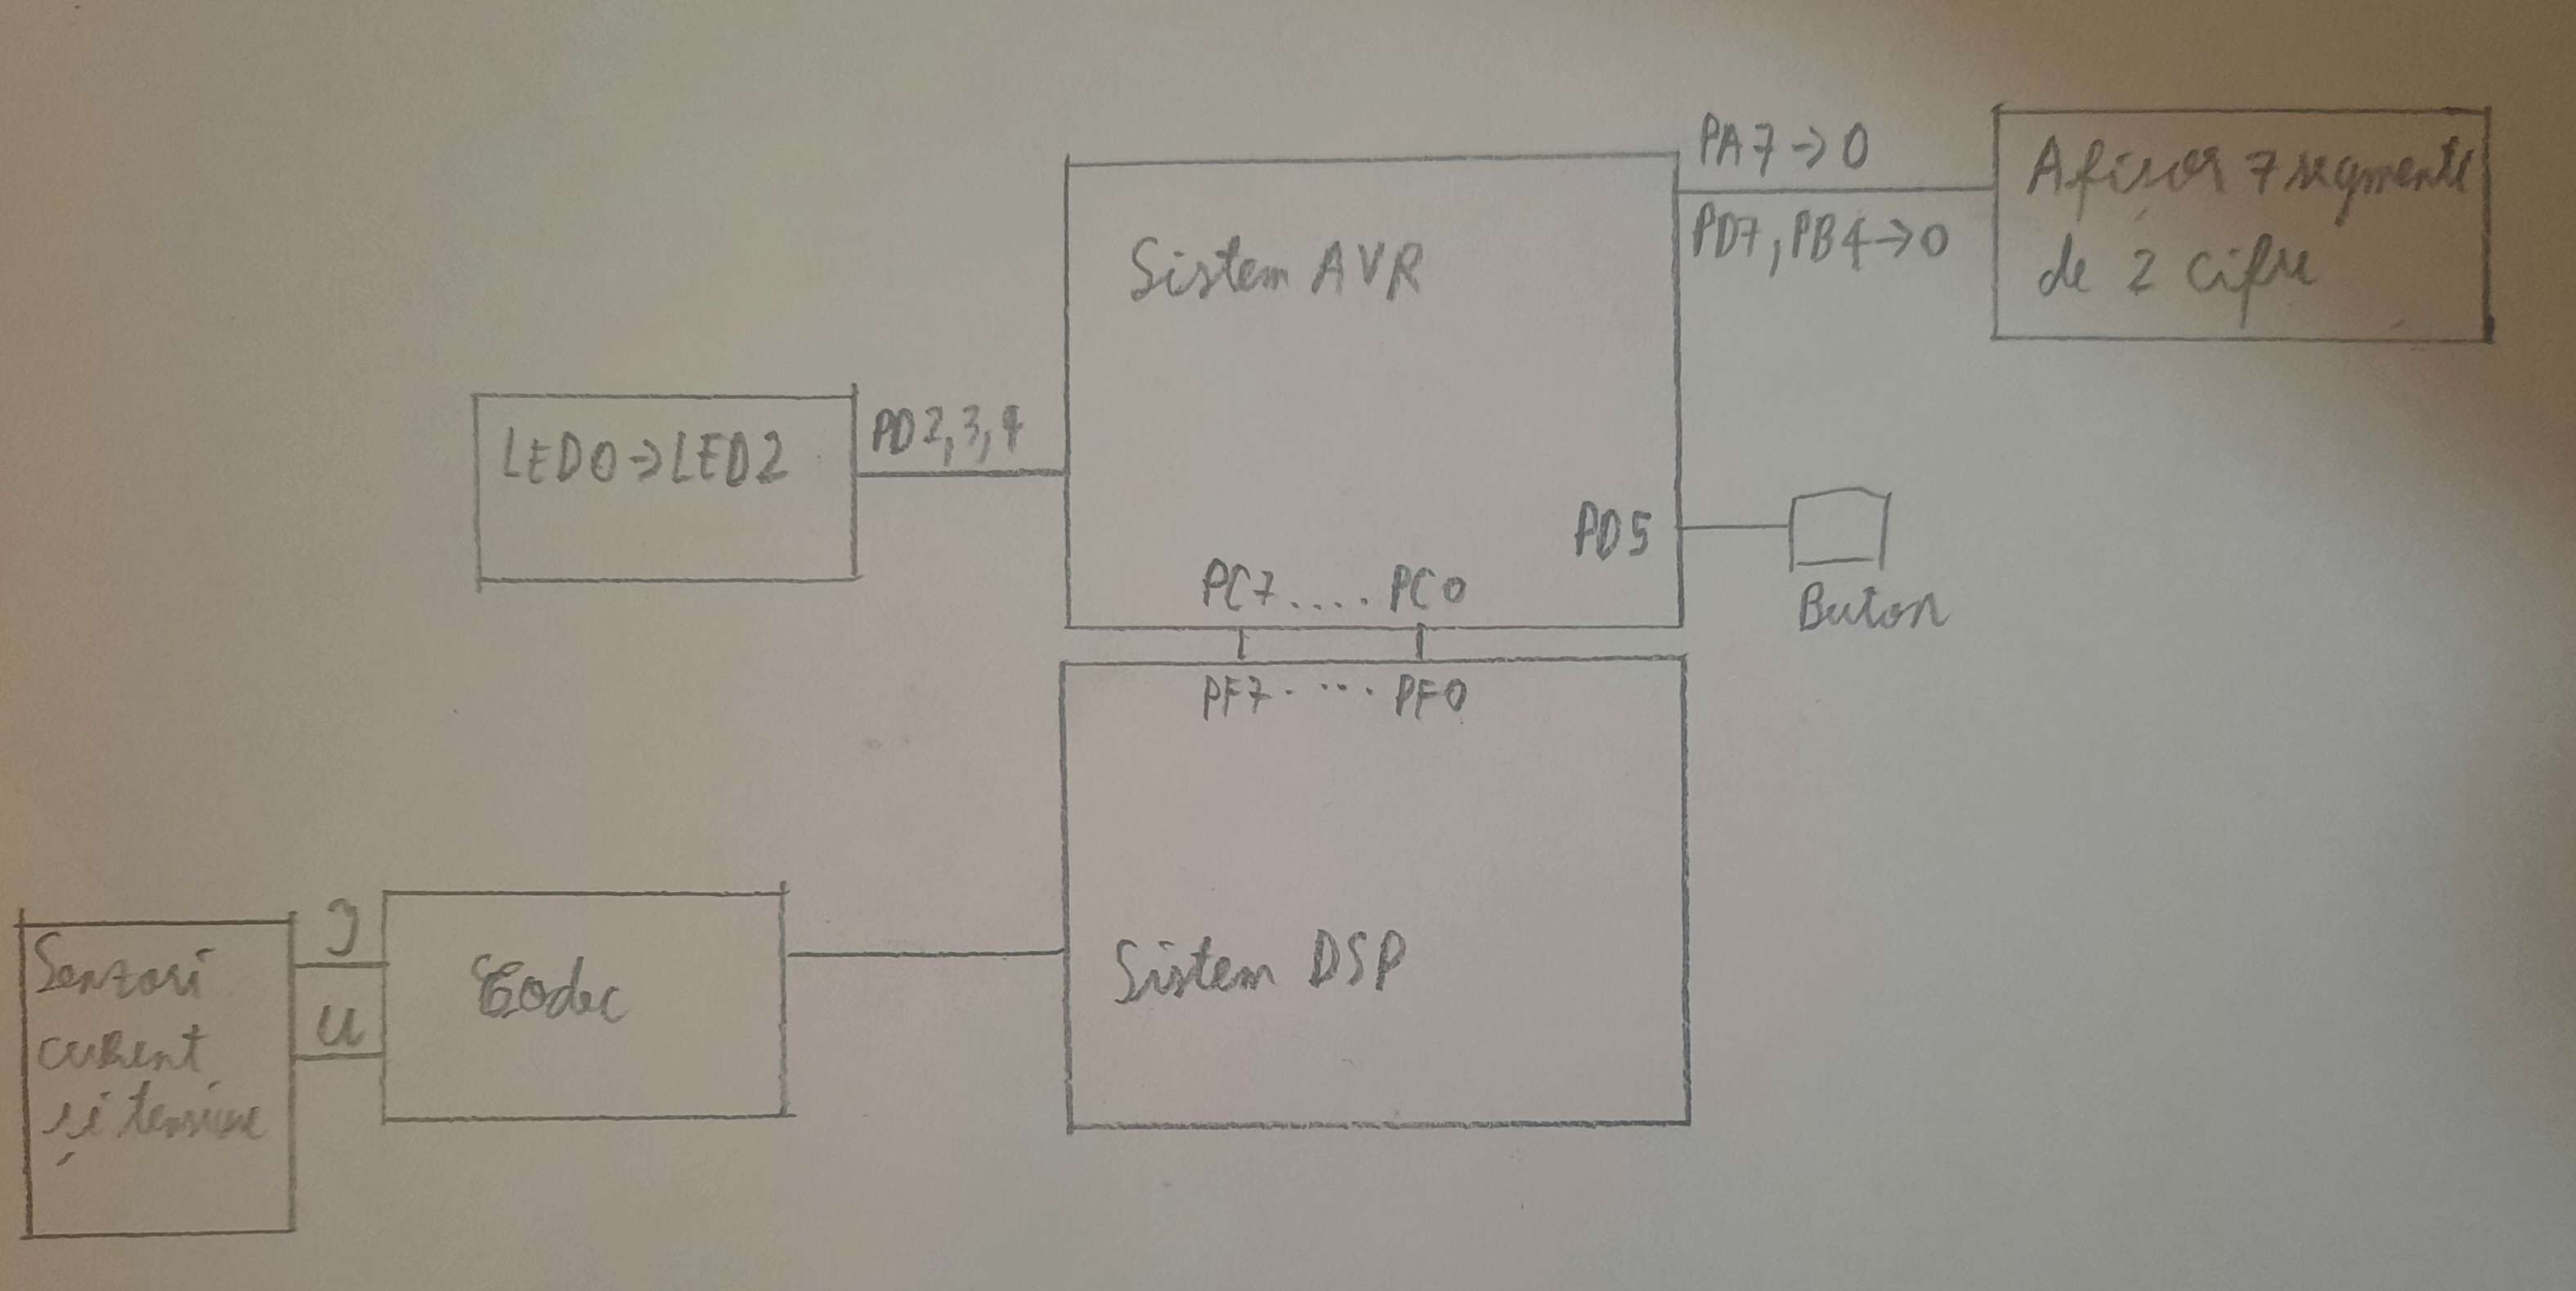 PA7→0
Afisor 7 segmente
PD7, PB4→0
de 2 cifre
Sistem AVR
LED0→LED2
PD2,3,4
PD5
Buton
PC7..... PC0
PF7. .... PF0
Senzori
curent
și tensiune
J
U
Codec
Sistem DSP